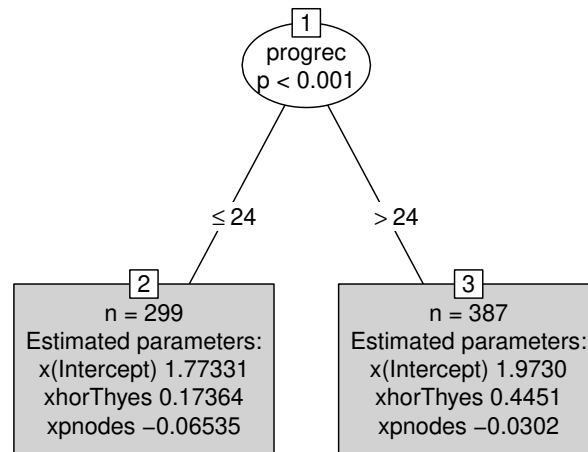 1
progrec
p < 0.001
≤ 24
> 24
2
n = 299
Estimated parameters:
x(Intercept) 1.77331
xhorThyes 0.17364
xpnodes −0.06535
3
n = 387
Estimated parameters:
x(Intercept) 1.9730
xhorThyes 0.4451
xpnodes −0.0302